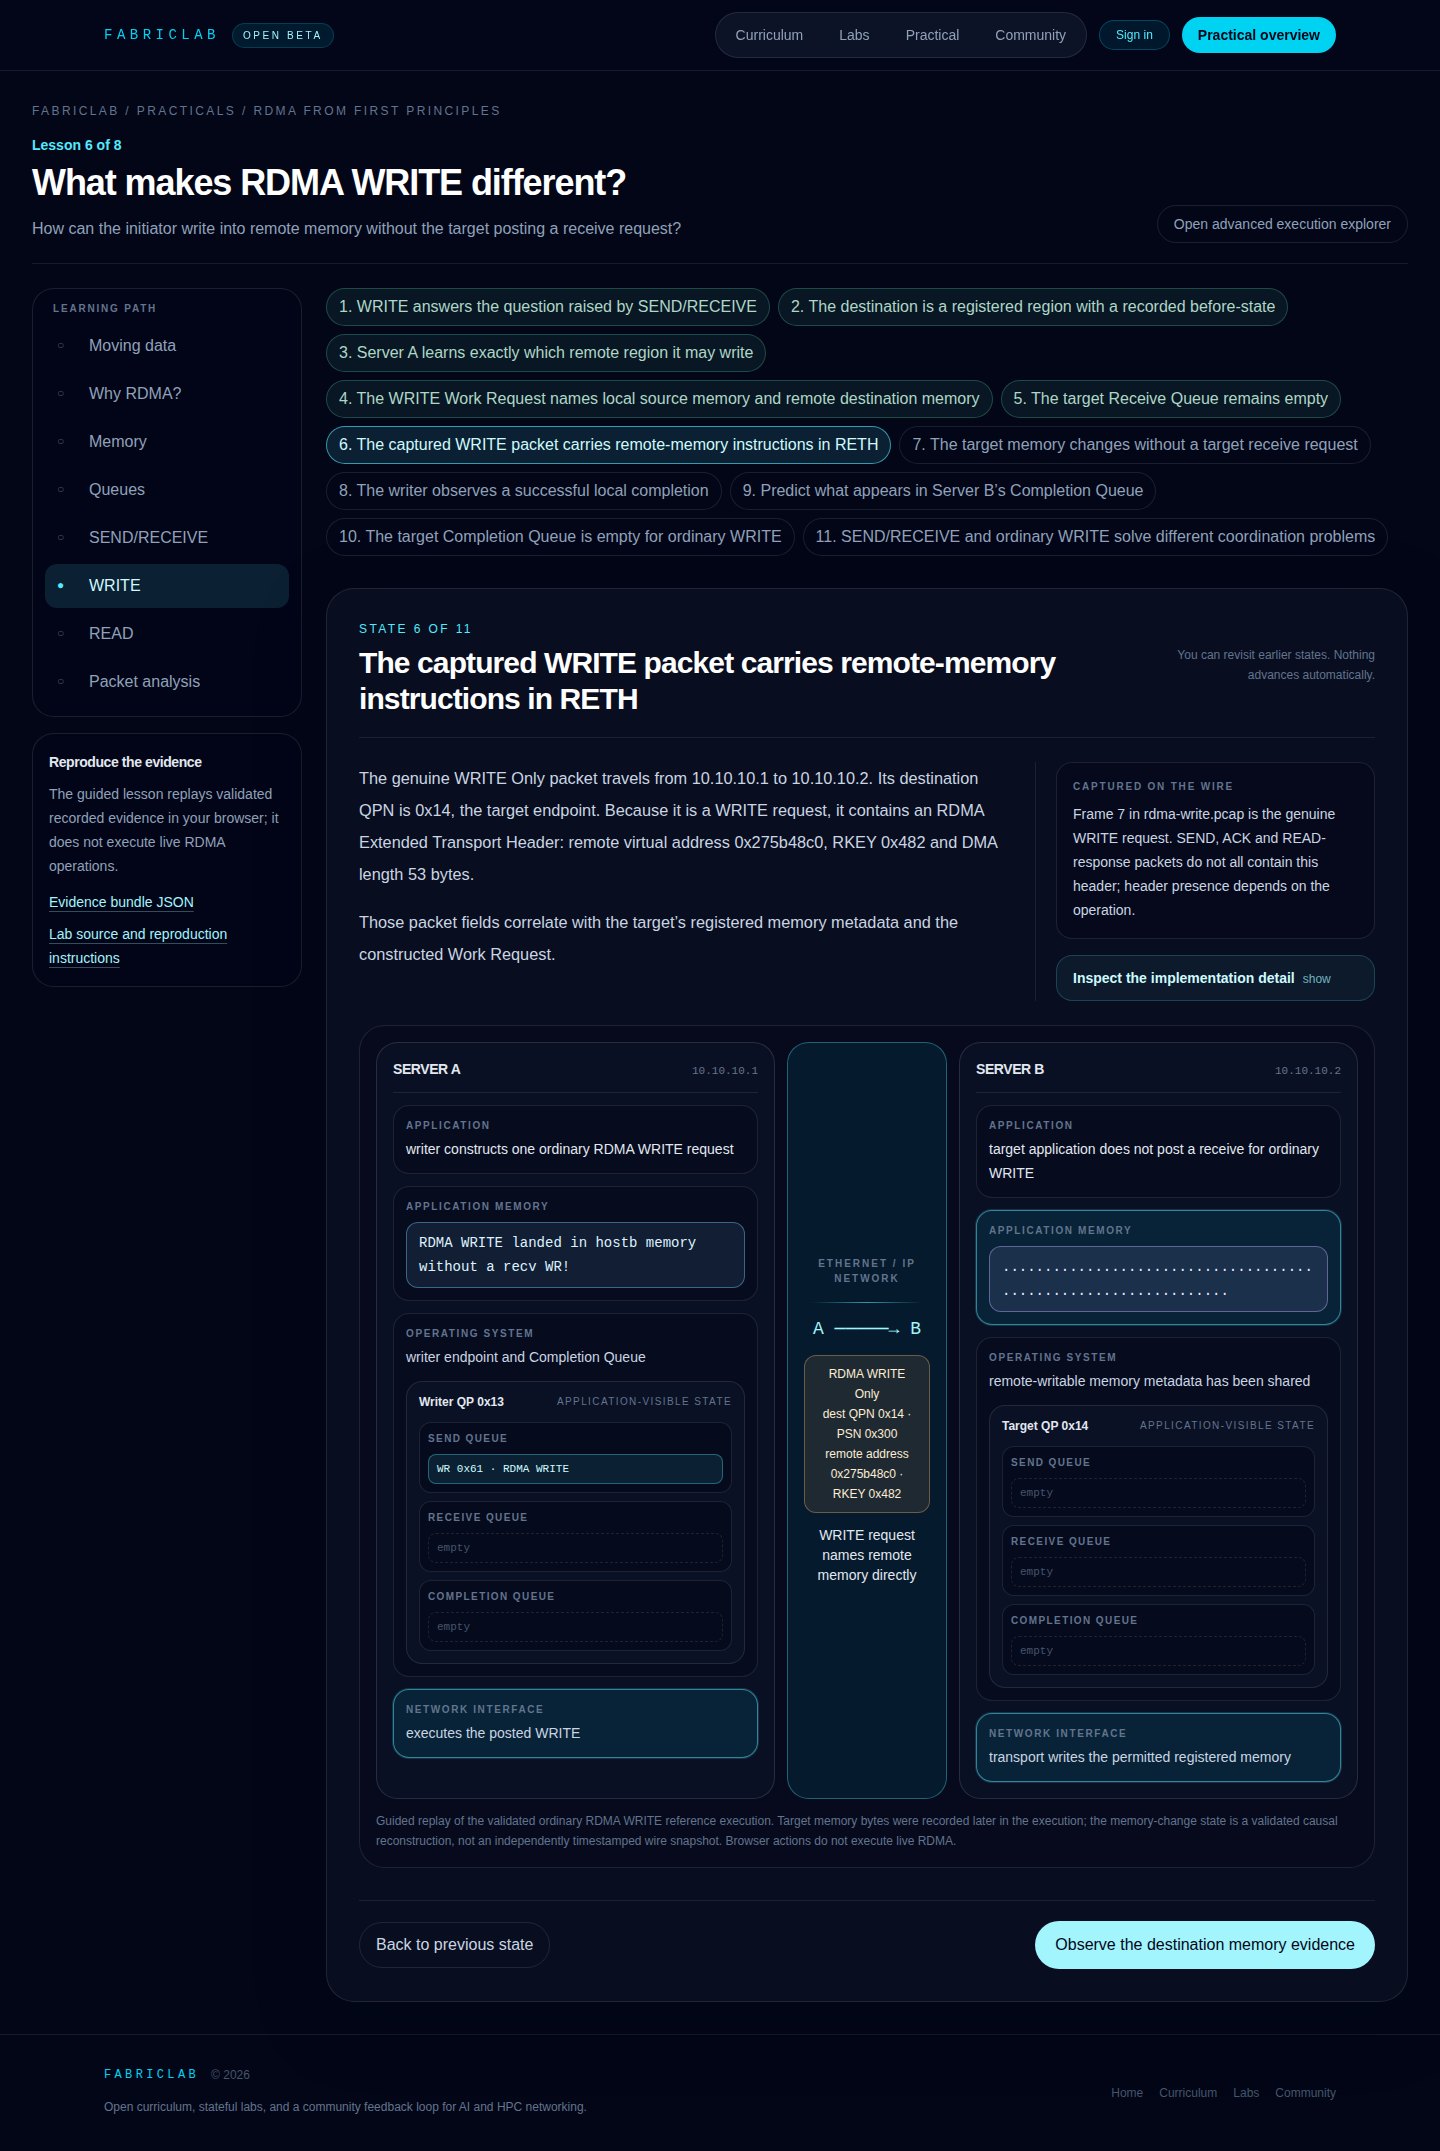 FABRICLAB OPEN BETA Curriculum Labs Practical Community Sign in Practical overview
FABRICLAB / PRACTICALS / RDMA FROM FIRST PRINCIPLES
Lesson 6 of 8
What makes RDMA WRITE different?
How can the initiator write into remote memory without the target posting a receive request?
Open advanced execution explorer
LEARNING PATH
Moving data
Why RDMA?
Memory
Queues
SEND/RECEIVE
WRITE
READ
Packet analysis
Reproduce the evidence
The guided lesson replays validated
recorded evidence in your browser; it
does not execute live RDMA
operations.
Evidence bundle JSON
Lab source and reproduction
instructions
1. WRITE answers the question raised by SEND/RECEIVE
2. The destination is a registered region with a recorded before-state
3. Server A learns exactly which remote region it may write
4. The WRITE Work Request names local source memory and remote destination memory
5. The target Receive Queue remains empty
6. The captured WRITE packet carries remote-memory instructions in RETH
7. The target memory changes without a target receive request
8. The writer observes a successful local completion
9. Predict what appears in Server B’s Completion Queue
10. The target Completion Queue is empty for ordinary WRITE
11. SEND/RECEIVE and ordinary WRITE solve different coordination problems
STATE 6 OF 11
The captured WRITE packet carries remote-memory
instructions in RETH
You can revisit earlier states. Nothing
advances automatically.
The genuine WRITE Only packet travels from 10.10.10.1 to 10.10.10.2. Its destination
QPN is 0x14, the target endpoint. Because it is a WRITE request, it contains an RDMA
Extended Transport Header: remote virtual address 0x275b48c0, RKEY 0x482 and DMA
length 53 bytes.
Those packet fields correlate with the target’s registered memory metadata and the
constructed Work Request.
CAPTURED ON THE WIRE
Frame 7 in rdma-write.pcap is the genuine
WRITE request. SEND, ACK and READ-
response packets do not all contain this
header; header presence depends on the
operation.
Inspect the implementation detail show
SERVER A 10.10.10.1
APPLICATION
writer constructs one ordinary RDMA WRITE request
APPLICATION MEMORY
RDMA WRITE landed in hostb memory
without a recv WR!
OPERATING SYSTEM
writer endpoint and Completion Queue
Writer QP 0x13 APPLICATION-VISIBLE STATE
SEND QUEUE
WR 0x61 · RDMA WRITE
RECEIVE QUEUE
empty
COMPLETION QUEUE
empty
NETWORK INTERFACE
executes the posted WRITE
ETHERNET / IP
NETWORK
A ———→ B
RDMA WRITE
Only
dest QPN 0x14 ·
PSN 0x300
remote address
0x275b48c0 ·
RKEY 0x482
WRITE request
names remote
memory directly
SERVER B 10.10.10.2
APPLICATION
target application does not post a receive for ordinary
WRITE
APPLICATION MEMORY
.....................................
...........................
OPERATING SYSTEM
remote-writable memory metadata has been shared
Target QP 0x14 APPLICATION-VISIBLE STATE
SEND QUEUE
empty
RECEIVE QUEUE
empty
COMPLETION QUEUE
empty
NETWORK INTERFACE
transport writes the permitted registered memory
Guided replay of the validated ordinary RDMA WRITE reference execution. Target memory bytes were recorded later in the execution; the memory-change state is a validated causal
reconstruction, not an independently timestamped wire snapshot. Browser actions do not execute live RDMA.
Back to previous state
Observe the destination memory evidence
FABRICLAB © 2026
Open curriculum, stateful labs, and a community feedback loop for AI and HPC networking.
Home Curriculum Labs Community